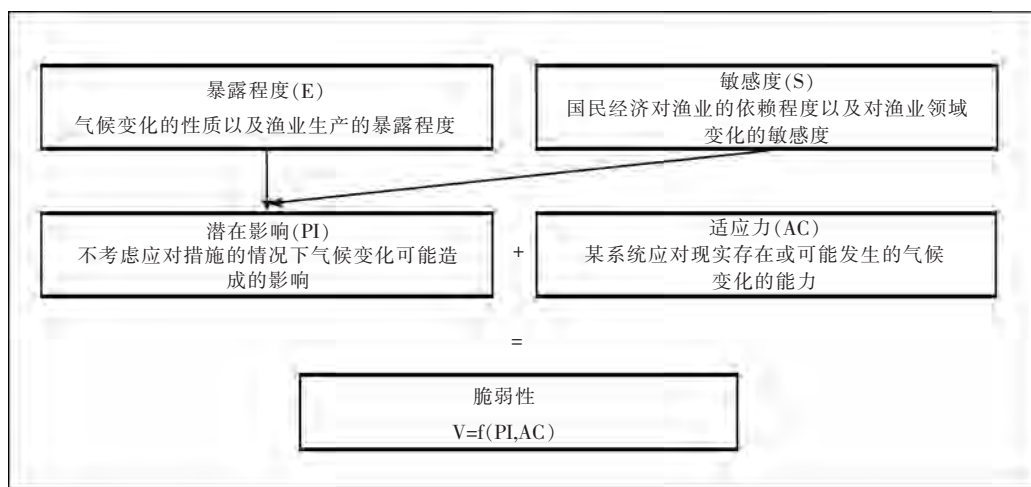 暴露程度(E)
气候变化的性质以及渔业生产的暴露程度
敏感度(S)
国民经济对渔业的依赖程度以及对渔业领域
变化的敏感度
潜在影响(PI)
不考虑应对措施的情况下气候变化可能造
成的影响
+
适应力(AC)
某系统应对现实存在或可能发生的气候
变化的能力
=
脆弱性
V=f(PI,AC)